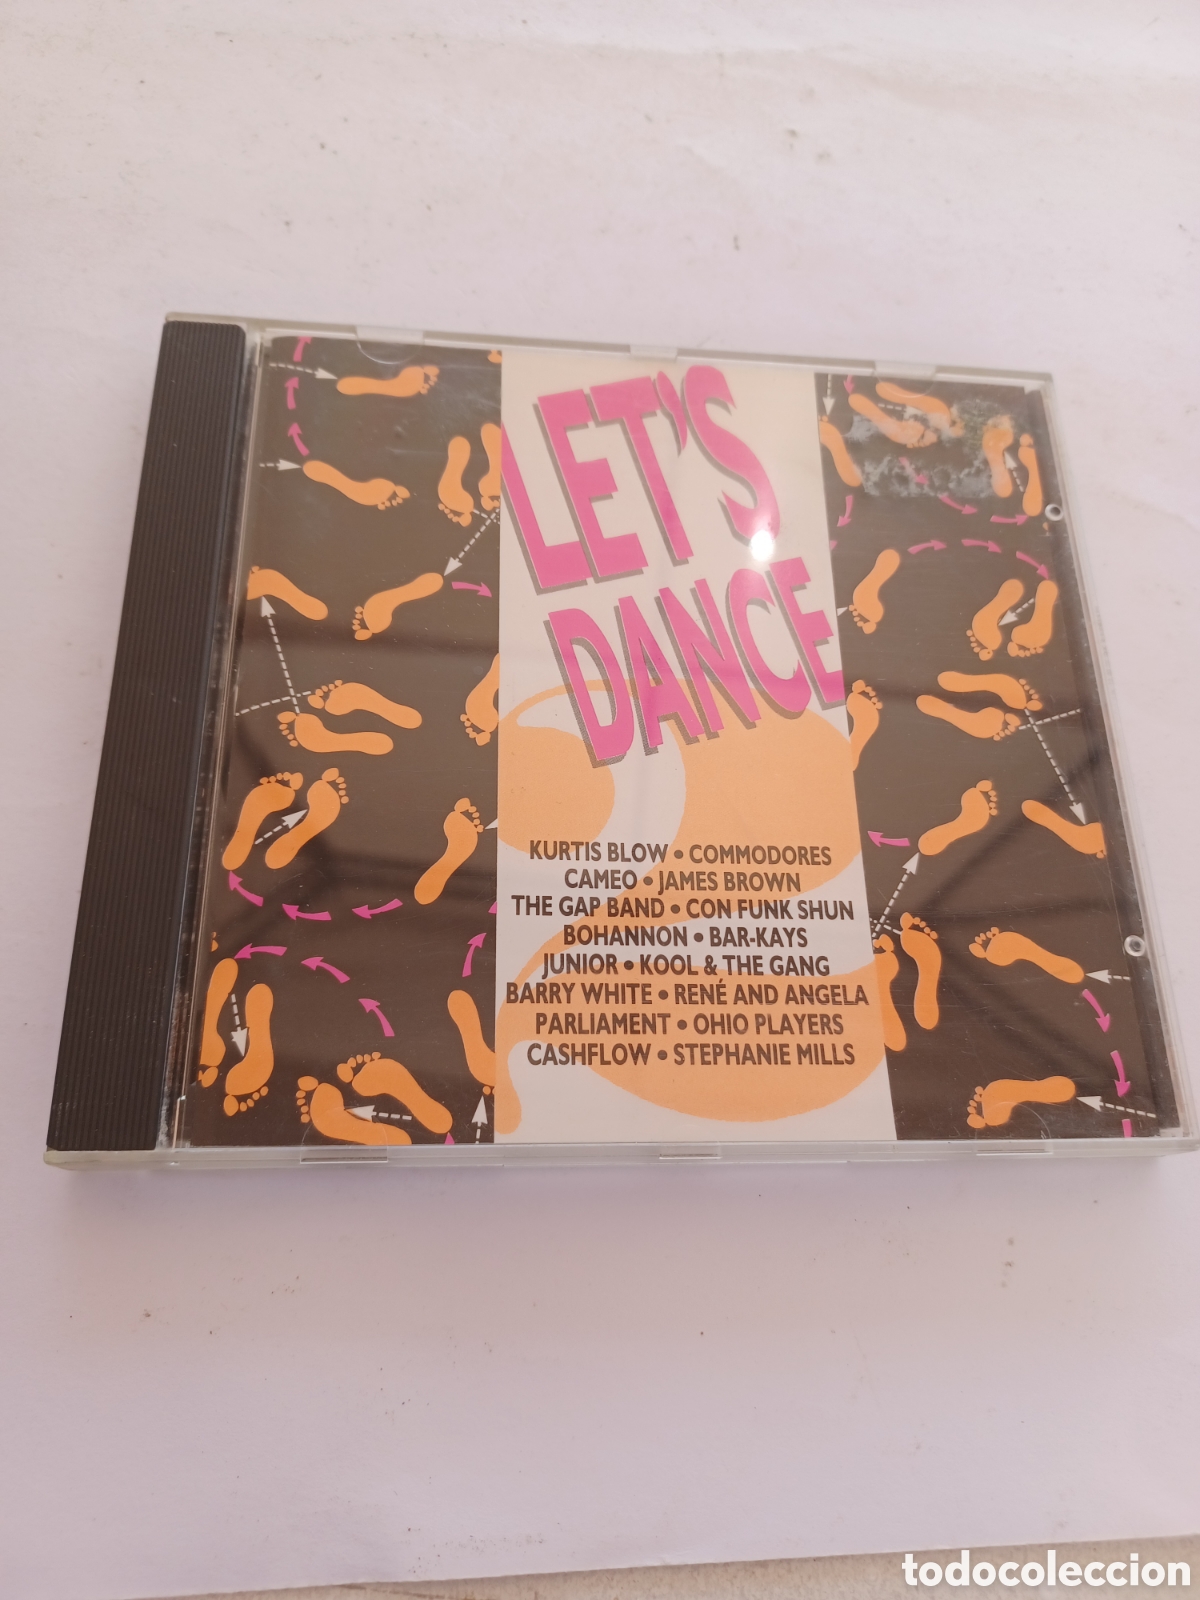 LET'S
DANCE
KURTIS BLOW • COMMODORES
CAMEO • JAMES BROWN
THE GAP BAND • CON FUNK SHUN
BOHANNON • BAR-KAYS
JUNIOR • KOOL & THE GANG
BARRY WHITE • RENÉ AND ANGELA
PARLIAMENT • OHIO PLAYERS
CASHFLOW • STEPHANIE MILLS
todocoleccion